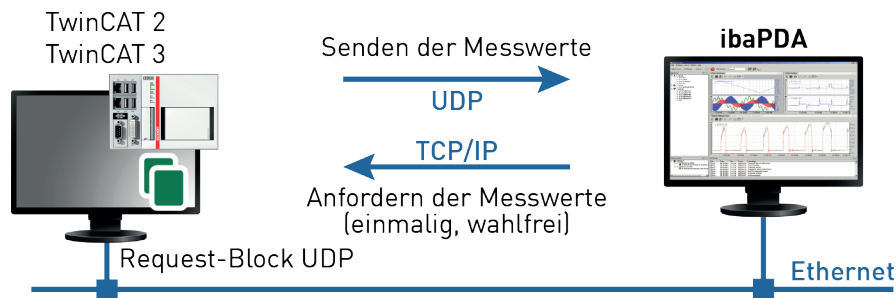 TwinCAT 2
TwinCAT 3
Senden der Messwerte
UDP
TCP/IP
Anfordern der Messwerte
(einmalig, wahlfrei)
ibaPDA
Request-Block UDP
Ethernet